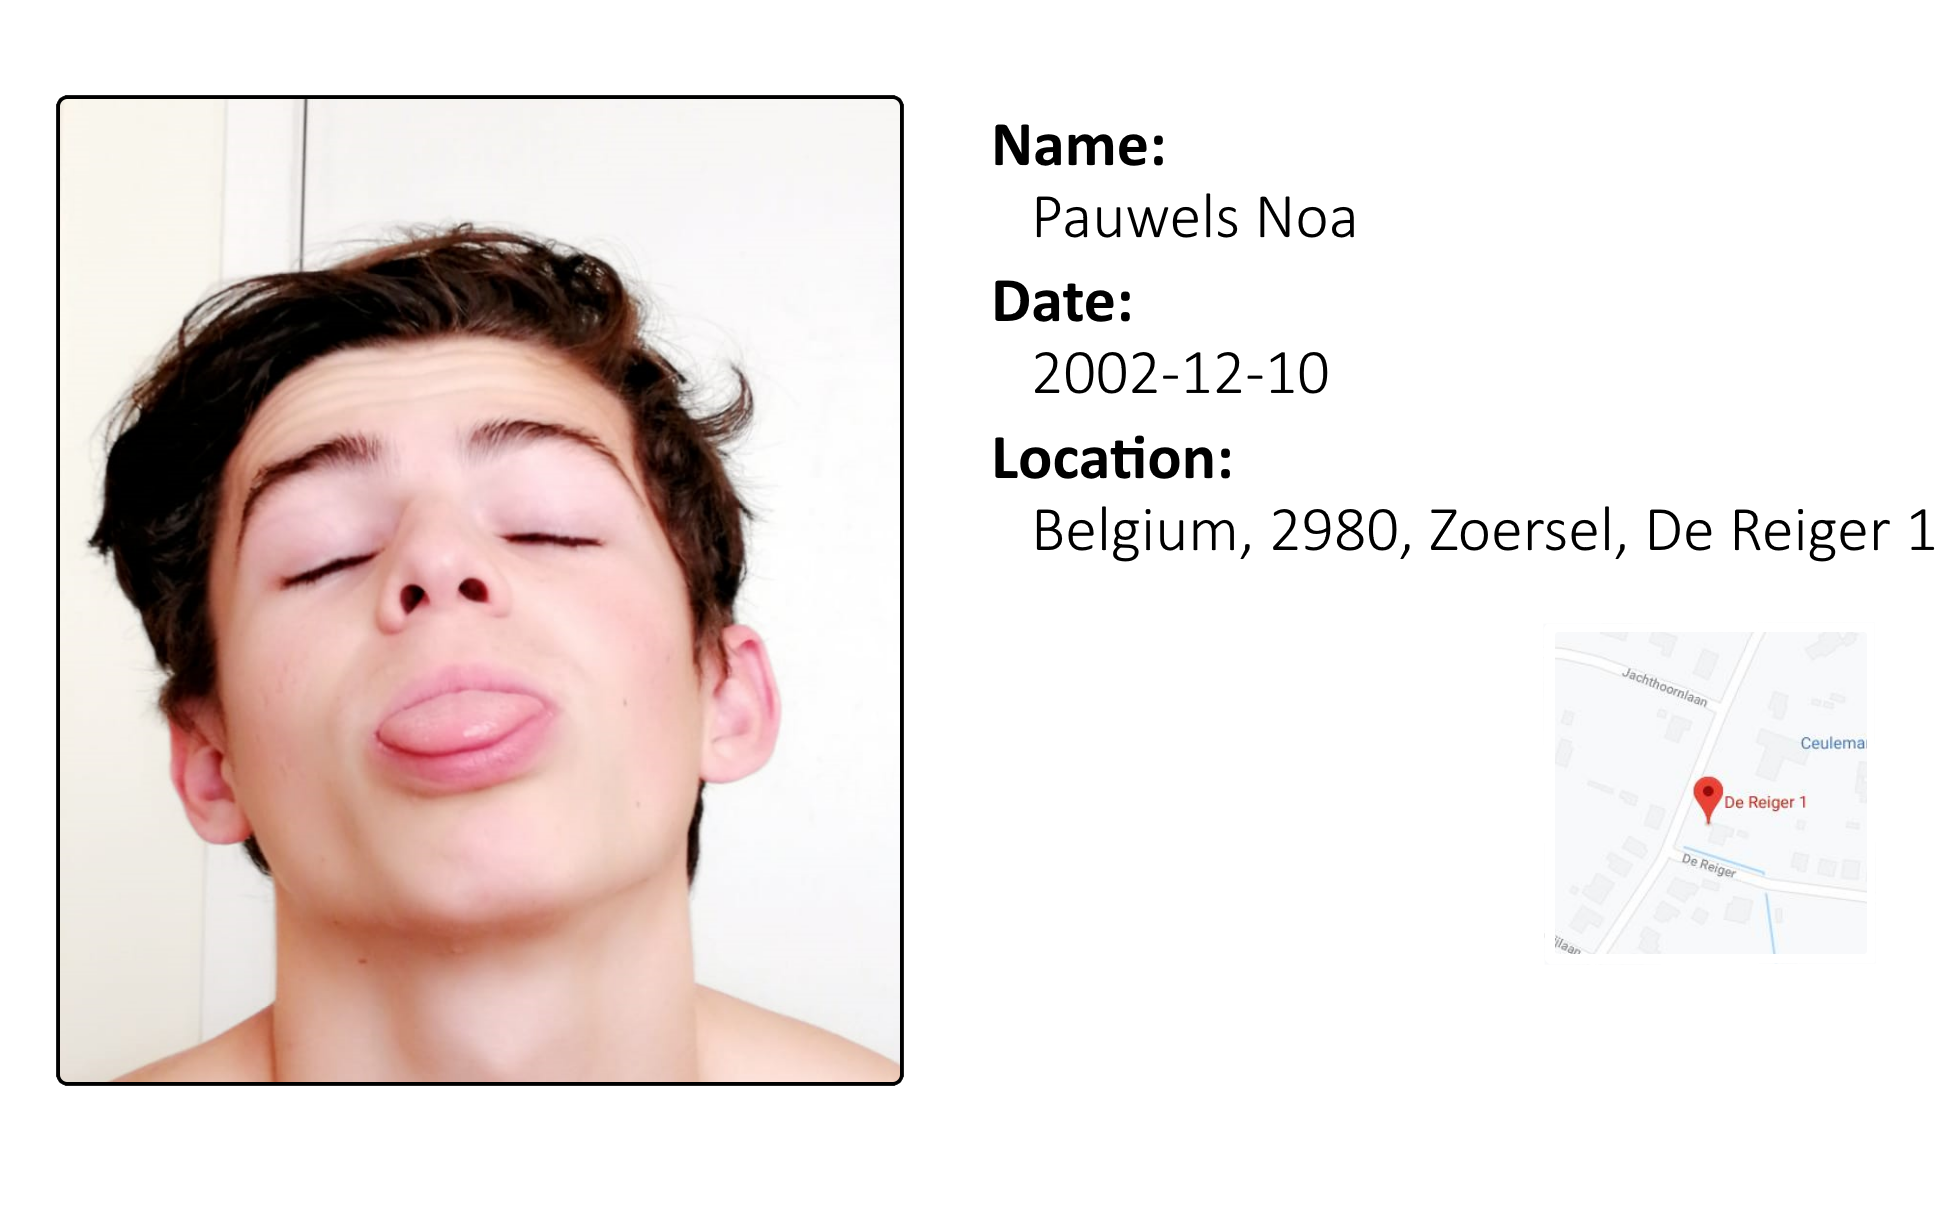 Name:
Pauwels Noa
Date:
2002-12-10
Location:
Belgium, 2980, Zoersel, De Reiger 1
Jachthoornlaan
De Reiger 1
De Reiger